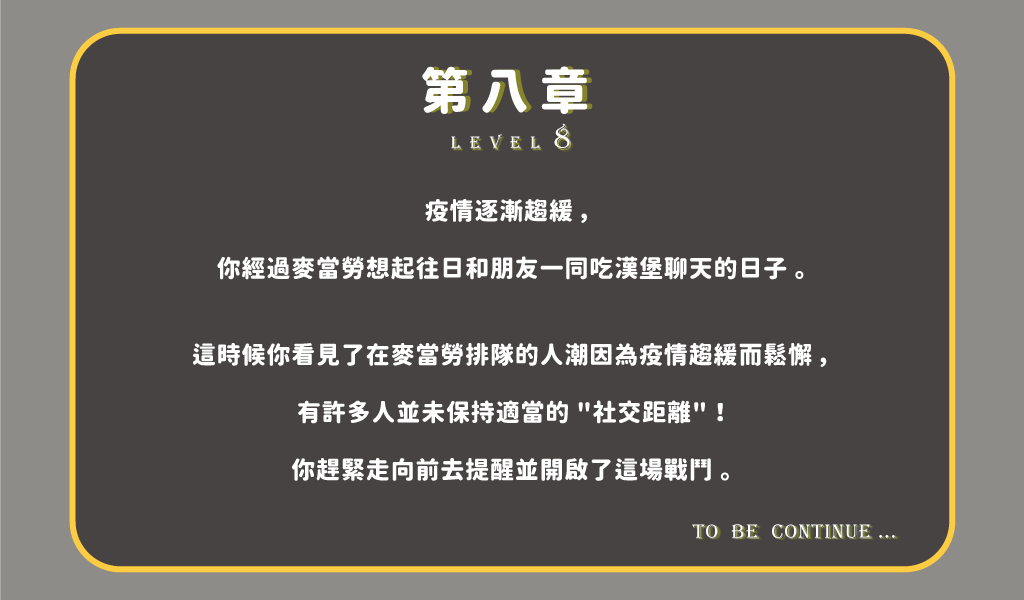 第八章
LEVEL 8
疫情逐漸趨緩，
你經過麥當勞想起往日和朋友一同吃漢堡聊天的日子。
這時候你看見了在麥當勞排隊的人潮因為疫情趨緩而鬆懈，
有許多人並未保持適當的"社交距離"！
你趕緊走向前去提醒並開啟了這場戰鬥。
TO BE CONTINUE...